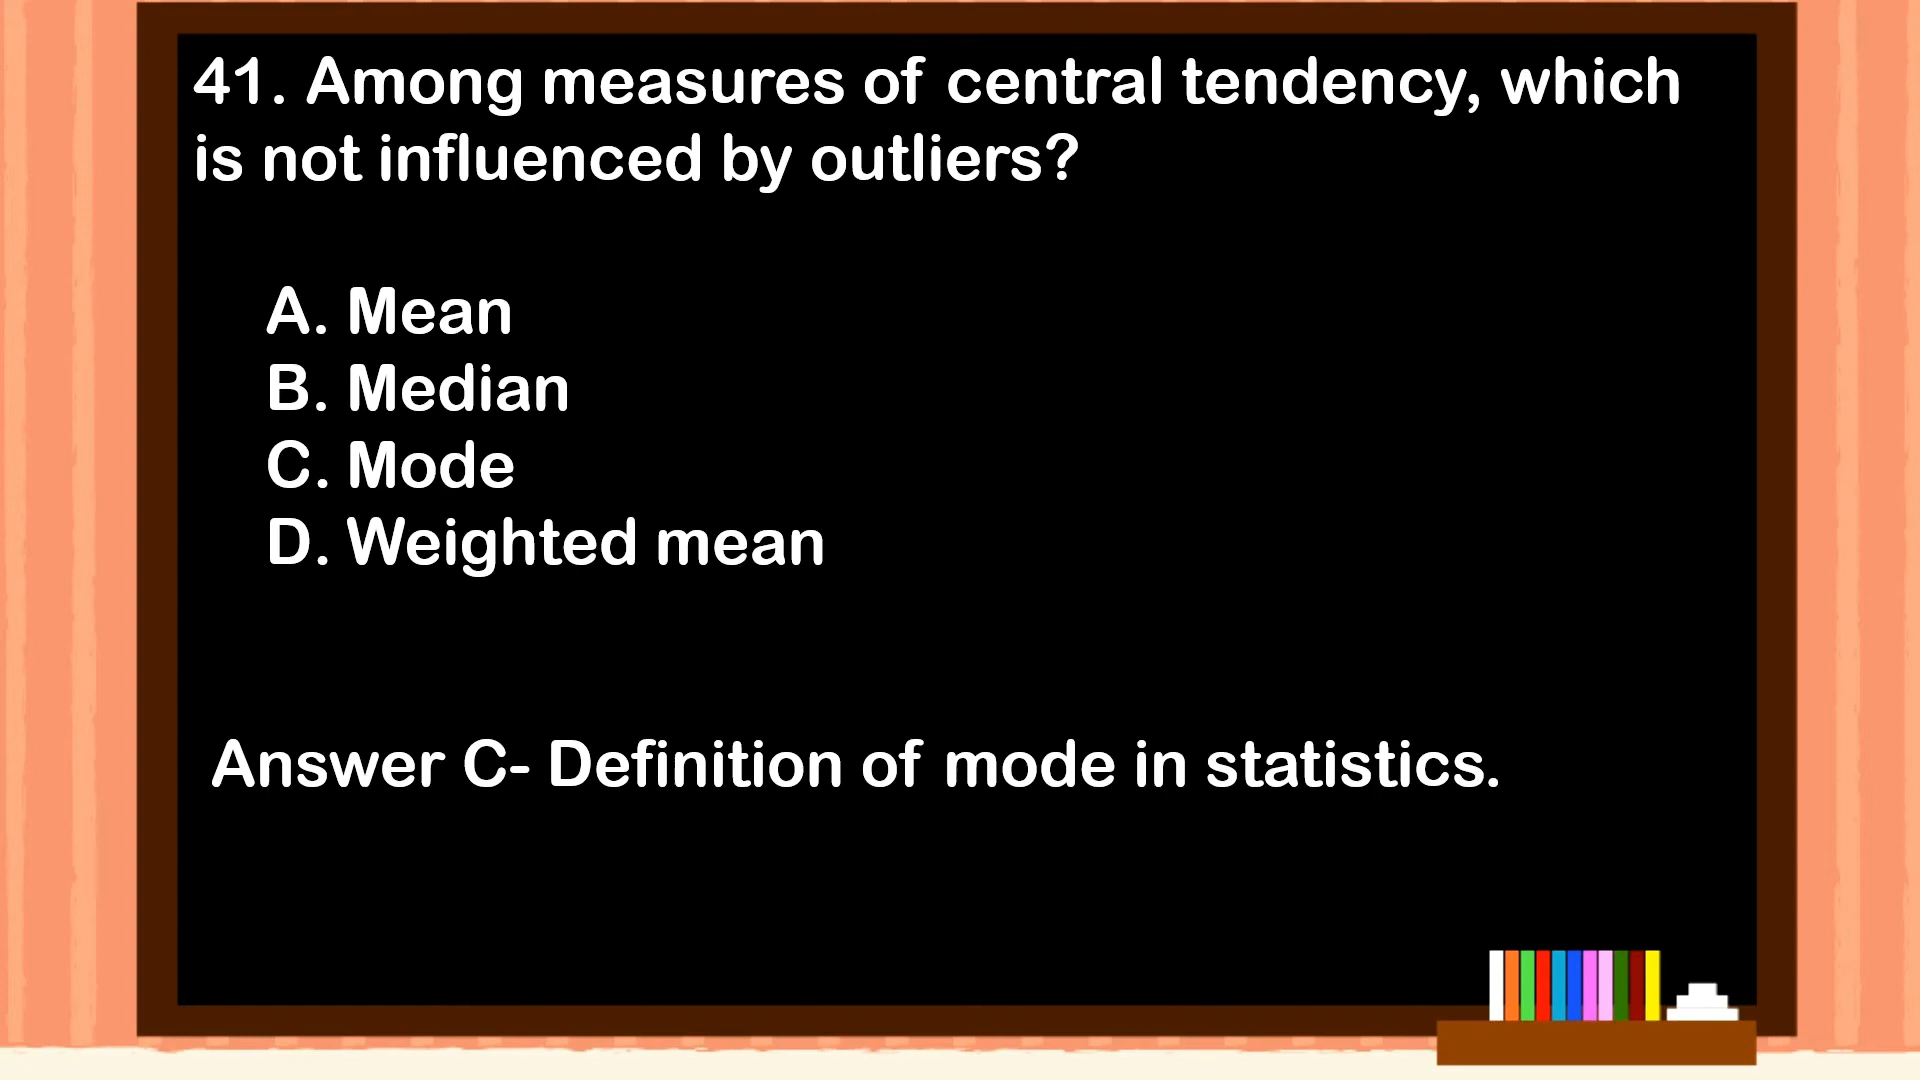 41. Among measures of central tendency, which
is not influenced by outliers?
A. Mean
B. Median
C. Mode
D. Weighted mean
Answer C- Definition of mode in statistics.